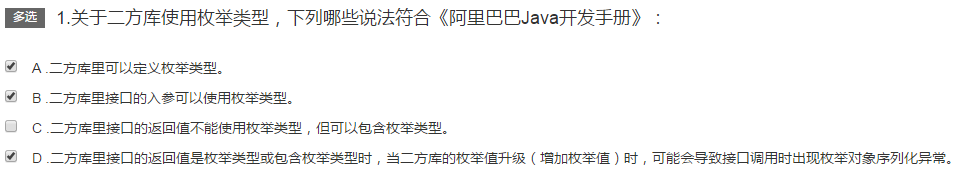 多选 1.关于二方库使用枚举类型，下列哪些说法符合《阿里巴巴Java开发手册》：
A .二方库里可以定义枚举类型。
B .二方库里接口的入参可以使用枚举类型。
C .二方库里接口的返回值不能使用枚举类型，但可以包含枚举类型。
D .二方库里接口的返回值是枚举类型或包含枚举类型时，当二方库的枚举值升级（增加枚举值）时，可能会导致接口调用时出现枚举对象序列化异常。